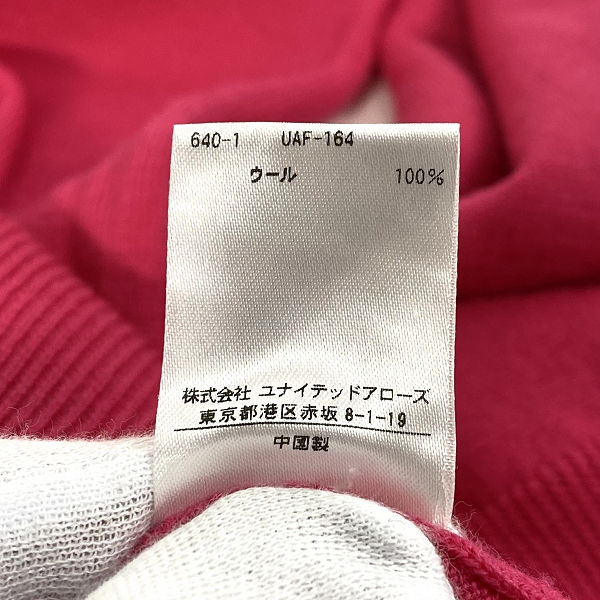 640-1 UAF-164
ウール 100%
株式会社 ユナイテッドアローズ
東京都港区赤坂 8-1-19
中国製